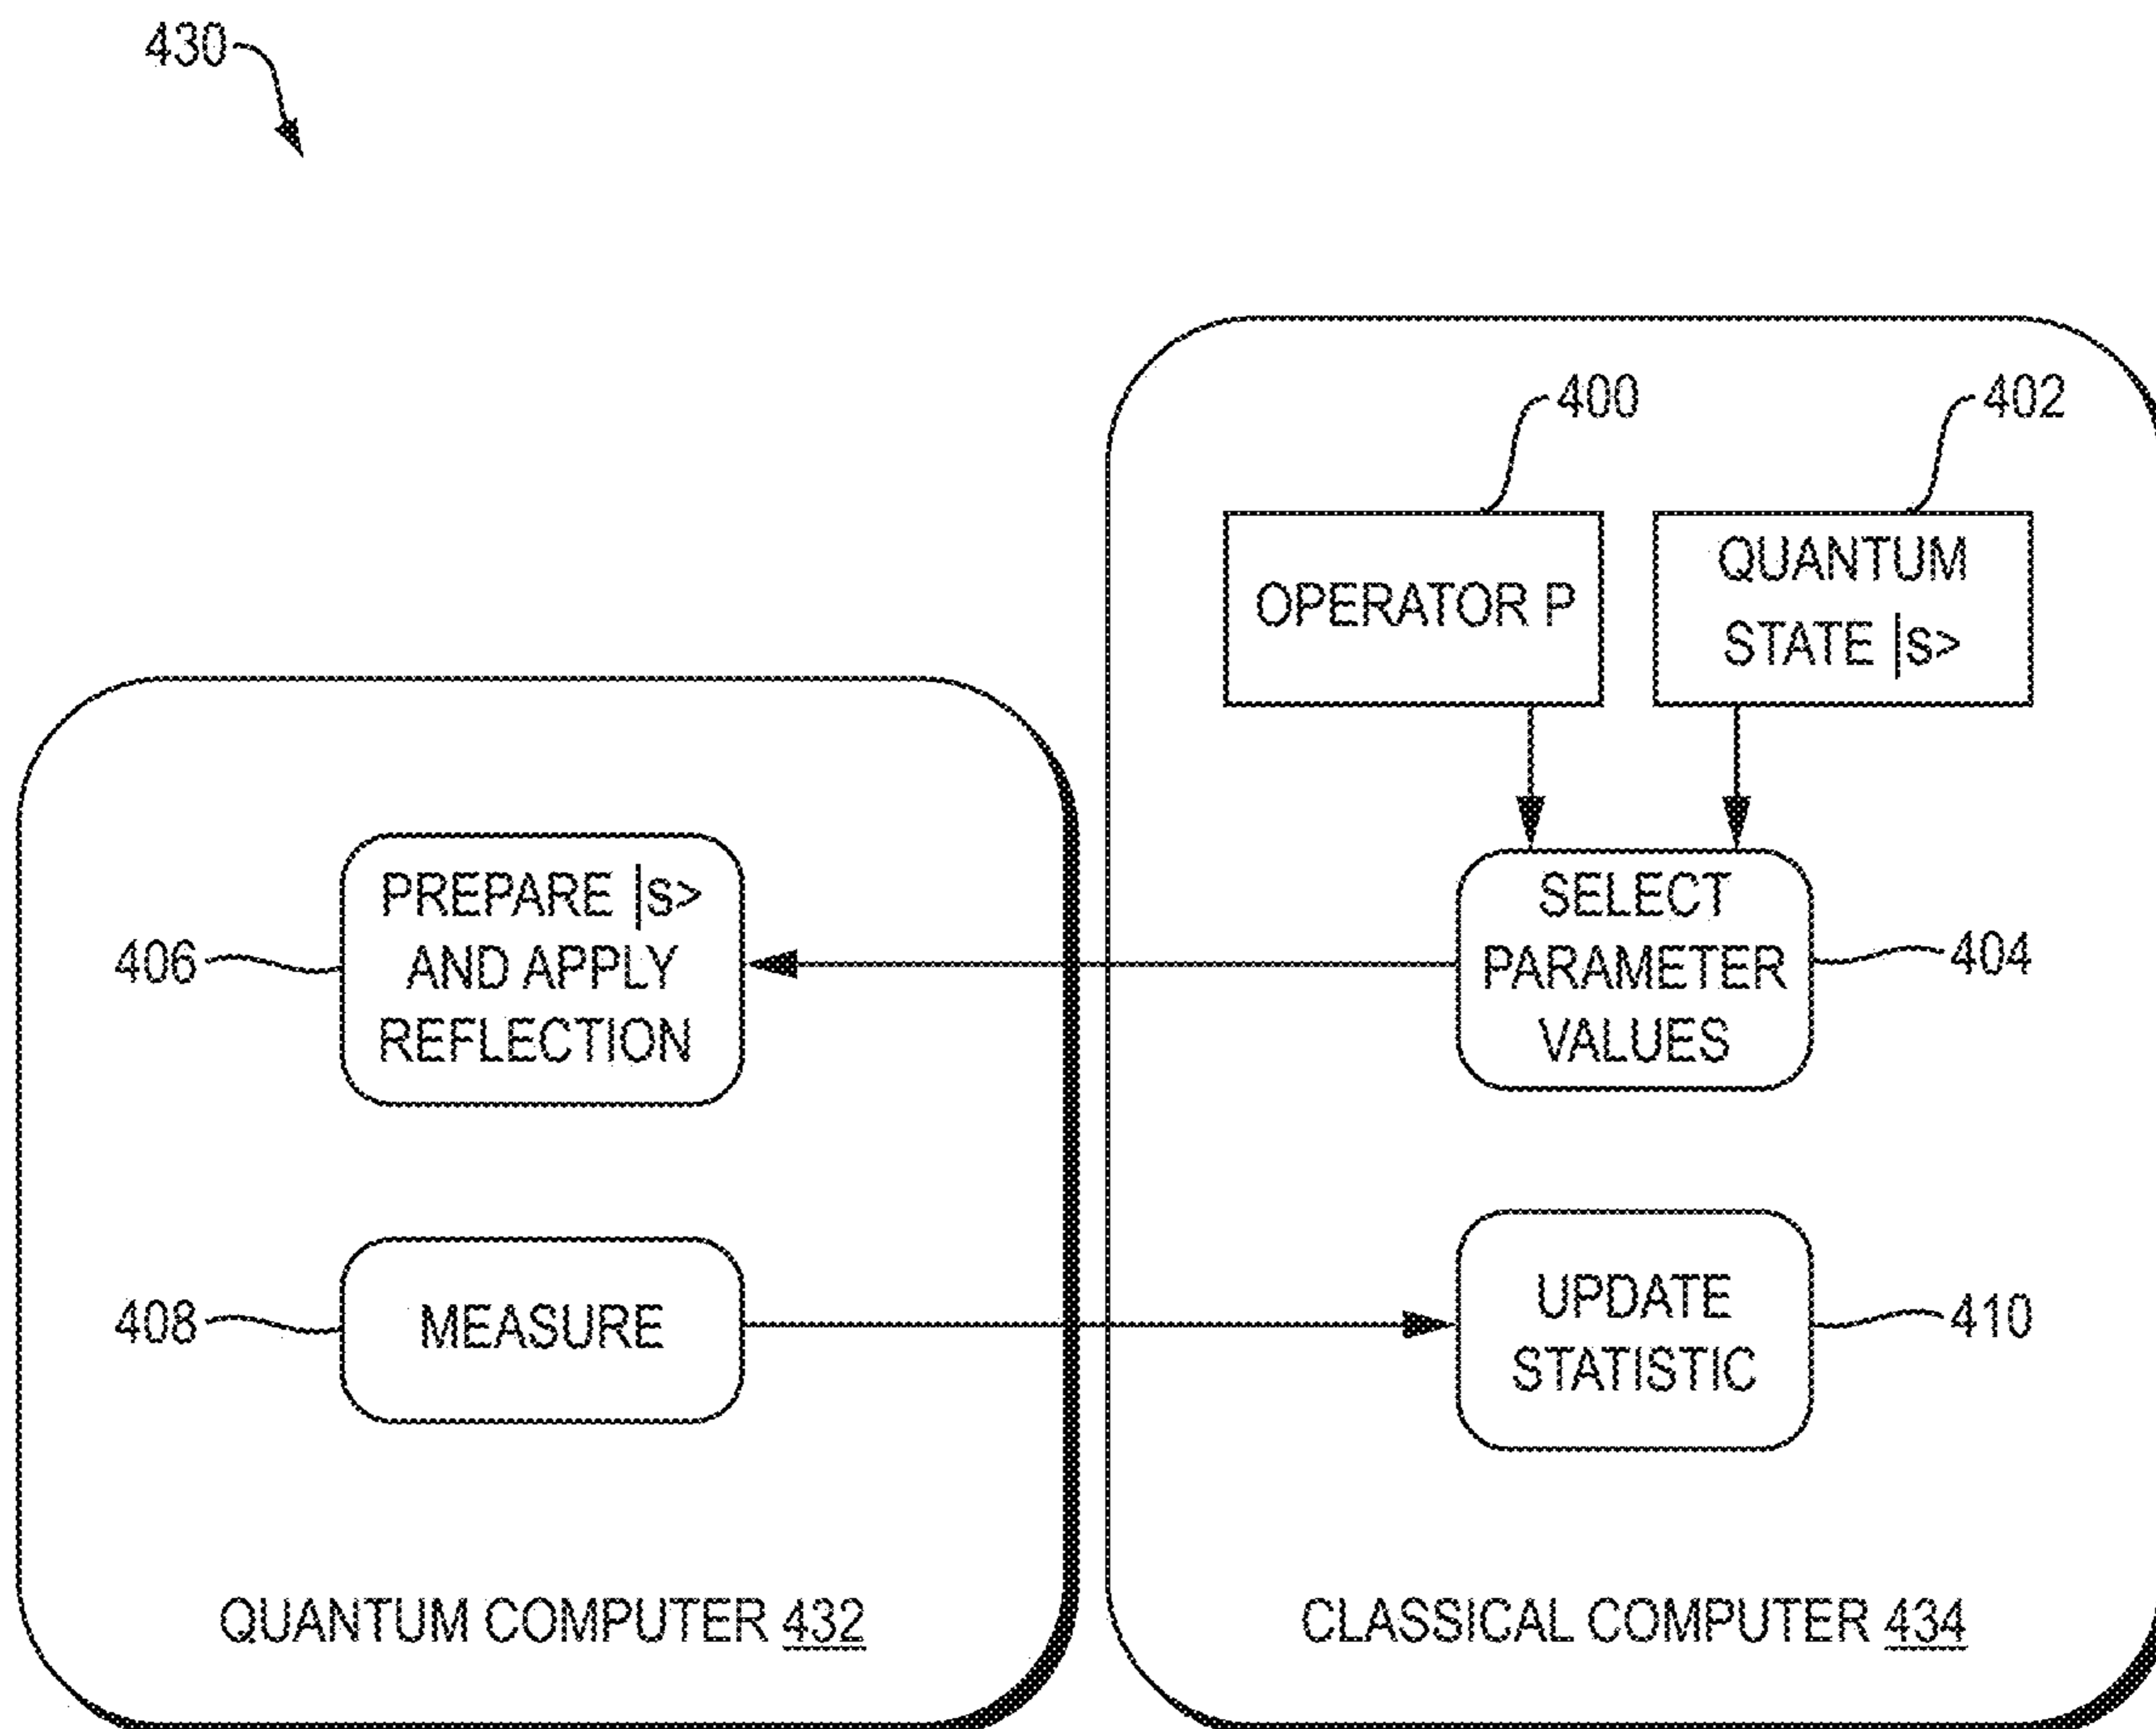 430
400
402
OPERATOR P
QUANTUM
STATE |s>
PREPARE |s>
AND APPLY
REFLECTION
406
SELECT
PARAMETER
VALUES
404
408
MEASURE
UPDATE
STATISTIC
410
QUANTUM COMPUTER 432
CLASSICAL COMPUTER 434